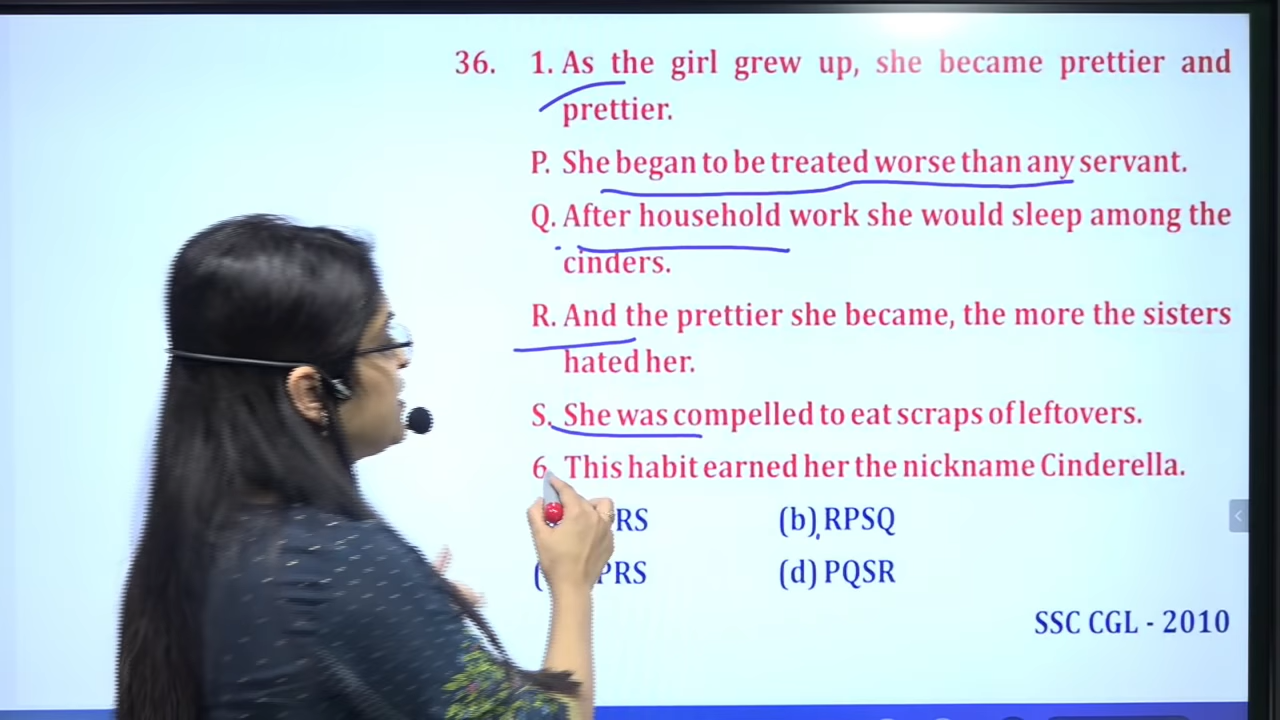 36. 1. As the girl grew up, she became prettier and
prettier.
P. She began to be treated worse than any servant.
Q. After household work she would sleep among the
cinders.
R. And the prettier she became, the more the sisters
hated her.
S. She was compelled to eat scraps of leftovers.
6. This habit earned her the nickname Cinderella.
RS (b) RPSQ
( PRS (d) PQSR
SSC CGL - 2010